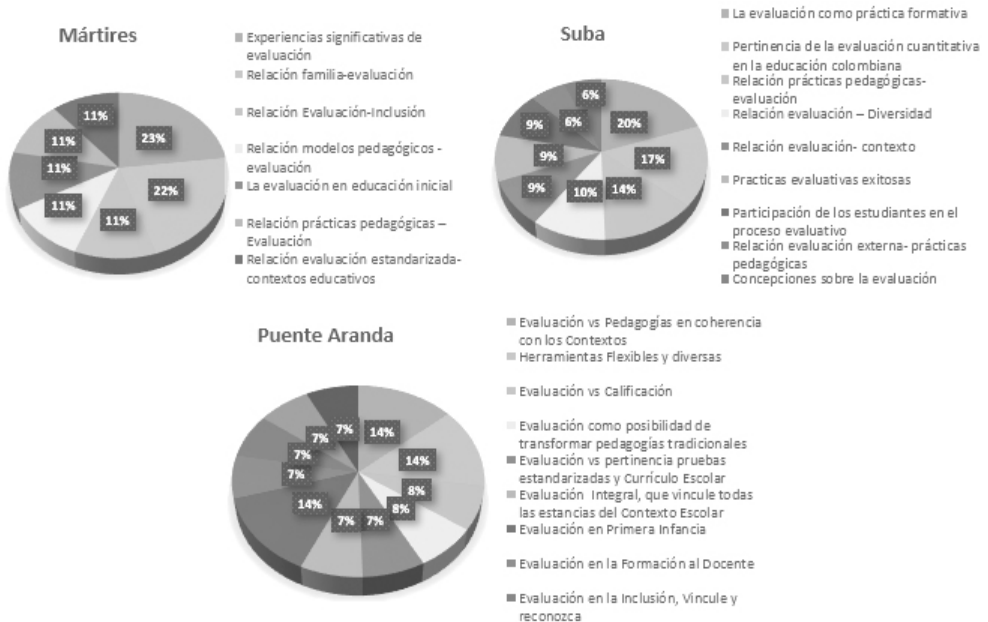 Mártires
23%
22%
11%
11%
11%
11%
11%
Experiencias significativas de
evaluación
Relación familia-evaluación
Relación Evaluación-Inclusión
Relación modelos pedagógicos -
evaluación
La evaluación en educación inicial
Relación prácticas pedagógicas –
Evaluación
Relación evaluación estandarizada-
contextos educativos
Suba
20%
17%
14%
10%
9%
9%
9%
6%
6%
La evaluación como práctica formativa
Pertinencia de la evaluación cuantitativa
en la educación colombiana
Relación prácticas pedagógicas-
evaluación
Relación evaluación – Diversidad
Relación evaluación- contexto
Practicas evaluativas exitosas
Participación de los estudiantes en el
proceso evaluativo
Relación evaluación externa- prácticas
pedagógicas
Concepciones sobre la evaluación
Puente Aranda
14%
14%
8%
8%
7%
7%
14%
7%
7%
7%
7%
Evaluación vs Pedagogías en coherencia
con los Contextos
Herramientas Flexibles y diversas
Evaluación vs Calificación
Evaluación como posibilidad de
transformar pedagogías tradicionales
Evaluación vs pertinencia pruebas
estandarizadas y Currículo Escolar
Evaluación Integral, que vincule todas
las estancias del Contexto Escolar
Evaluación en Primera Infancia
Evaluación en la Formación al Docente
Evaluación en la Inclusión, Vincule y
reconozca